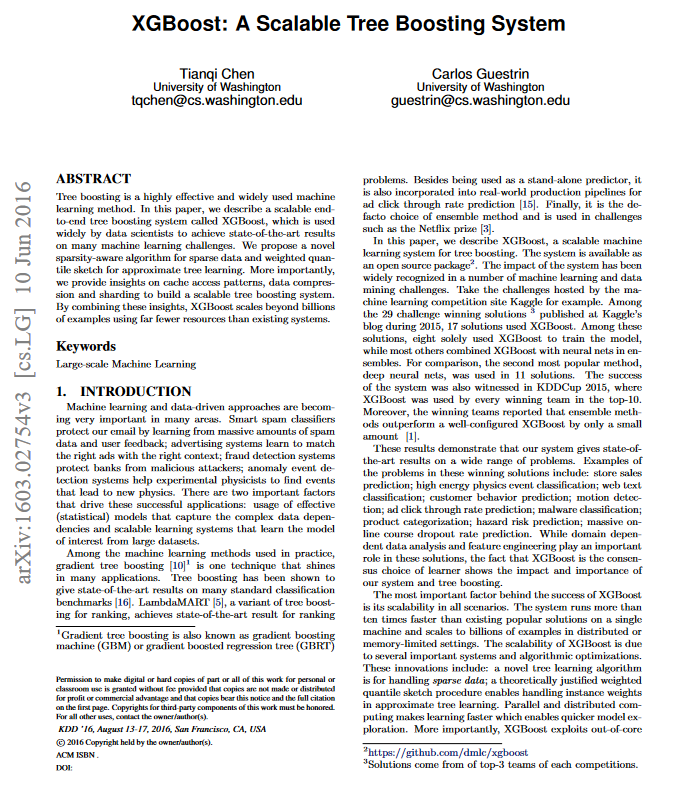 XGBoost: A Scalable Tree Boosting System
Tianqi Chen
University of Washington
tqchen@cs.washington.edu
Carlos Guestrin
University of Washington
guestrin@cs.washington.edu
arXiv:1603.02754v3 [cs.LG] 10 Jun 2016
ABSTRACT
Tree boosting is a highly effective and widely used machine
learning method. In this paper, we describe a scalable end-
to-end tree boosting system called XGBoost, which is used
widely by data scientists to achieve state-of-the-art results
on many machine learning challenges. We propose a novel
sparsity-aware algorithm for sparse data and weighted quan-
tile sketch for approximate tree learning. More importantly,
we provide insights on cache access patterns, data compres-
sion and sharding to build a scalable tree boosting system.
By combining these insights, XGBoost scales beyond billions
of examples using far fewer resources than existing systems.
Keywords
Large-scale Machine Learning
1. INTRODUCTION
Machine learning and data-driven approaches are becom-
ing very important in many areas. Smart spam classifiers
protect our email by learning from massive amounts of spam
data and user feedback; advertising systems learn to match
the right ads with the right context; fraud detection systems
protect banks from malicious attackers; anomaly event de-
tection systems help experimental physicists to find events
that lead to new physics. There are two important factors
that drive these successful applications: usage of effective
(statistical) models that capture the complex data depen-
dencies and scalable learning systems that learn the model
of interest from large datasets.
Among the machine learning methods used in practice,
gradient tree boosting [10]¹ is one technique that shines
in many applications. Tree boosting has been shown to
give state-of-the-art results on many standard classification
benchmarks [16]. LambdaMART [5], a variant of tree boost-
ing for ranking, achieves state-of-the-art result for ranking
¹Gradient tree boosting is also known as gradient boosting
machine (GBM) or gradient boosted regression tree (GBRT)
Permission to make digital or hard copies of part or all of this work for personal or
classroom use is granted without fee provided that copies are not made or distributed
for profit or commercial advantage and that copies bear this notice and the full citation
on the first page. Copyrights for third-party components of this work must be honored.
For all other uses, contact the owner/author(s).
KDD '16, August 13-17, 2016, San Francisco, CA, USA
© 2016 Copyright held by the owner/author(s).
ACM ISBN .
DOI:
problems. Besides being used as a stand-alone predictor, it
is also incorporated into real-world production pipelines for
ad click through rate prediction [15]. Finally, it is the de-
facto choice of ensemble method and is used in challenges
such as the Netflix prize [3].
In this paper, we describe XGBoost, a scalable machine
learning system for tree boosting. The system is available as
an open source package². The impact of the system has been
widely recognized in a number of machine learning and data
mining challenges. Take the challenges hosted by the ma-
chine learning competition site Kaggle for example. Among
the 29 challenge winning solutions ³ published at Kaggle's
blog during 2015, 17 solutions used XGBoost. Among these
solutions, eight solely used XGBoost to train the model,
while most others combined XGBoost with neural nets in en-
sembles. For comparison, the second most popular method,
deep neural nets, was used in 11 solutions. The success
of the system was also witnessed in KDDCup 2015, where
XGBoost was used by every winning team in the top-10.
Moreover, the winning teams reported that ensemble meth-
ods outperform a well-configured XGBoost by only a small
amount [1].
These results demonstrate that our system gives state-of-
the-art results on a wide range of problems. Examples of
the problems in these winning solutions include: store sales
prediction; high energy physics event classification; web text
classification; customer behavior prediction; motion detec-
tion; ad click through rate prediction; malware classification;
product categorization; hazard risk prediction; massive on-
line course dropout rate prediction. While domain depen-
dent data analysis and feature engineering play an important
role in these solutions, the fact that XGBoost is the consen-
sus choice of learner shows the impact and importance of
our system and tree boosting.
The most important factor behind the success of XGBoost
is its scalability in all scenarios. The system runs more than
ten times faster than existing popular solutions on a single
machine and scales to billions of examples in distributed or
memory-limited settings. The scalability of XGBoost is due
to several important systems and algorithmic optimizations.
These innovations include: a novel tree learning algorithm
is for handling sparse data; a theoretically justified weighted
quantile sketch procedure enables handling instance weights
in approximate tree learning. Parallel and distributed com-
puting makes learning faster which enables quicker model ex-
ploration. More importantly, XGBoost exploits out-of-core
²https://github.com/dmlc/xgboost
³Solutions come from of top-3 teams of each competitions.